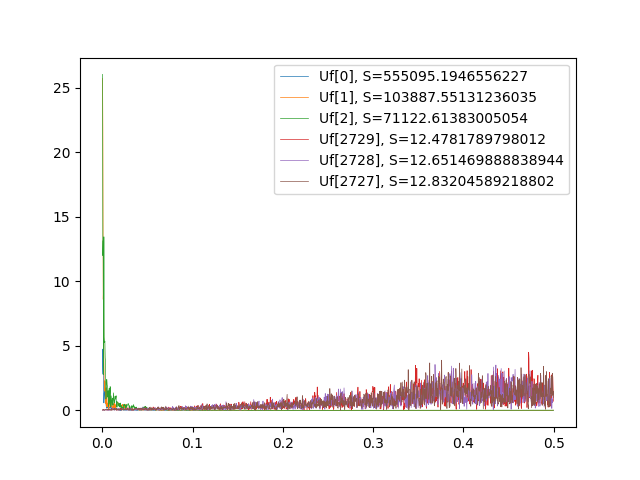 Uf[0], S=555095.1946556227
Uf[1], S=103887.55131236035
Uf[2], S=71122.61383005054
Uf[2729], S=12.4781789798012
Uf[2728], S=12.651469888838944
Uf[2727], S=12.83204589218802
25
20
15
10
5
0
0.0 0.1 0.2 0.3 0.4 0.5